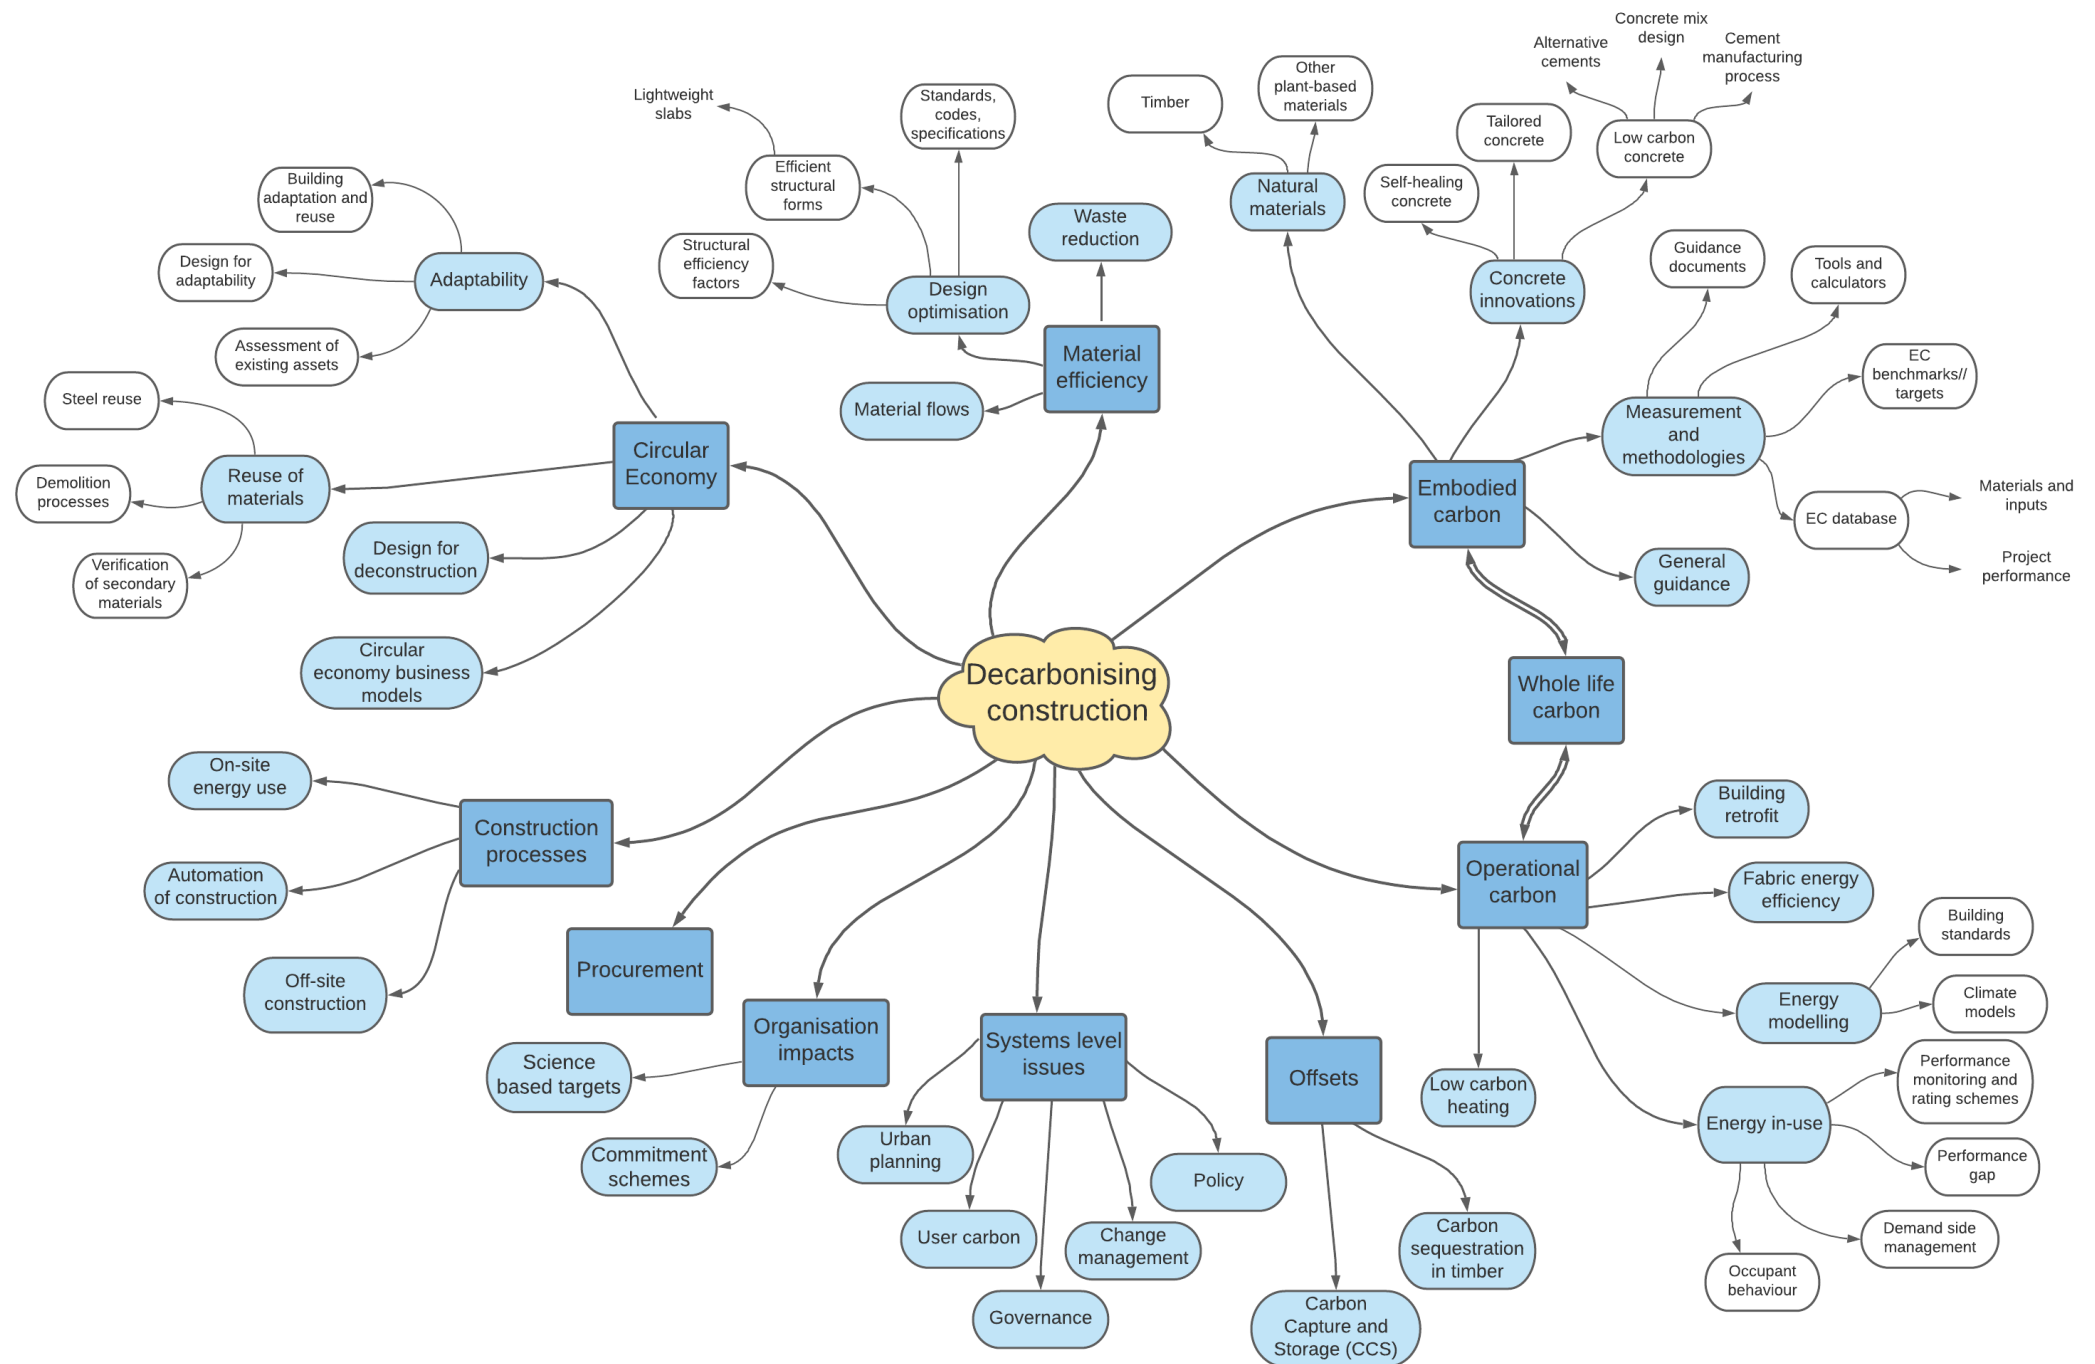 Concrete mix
design
Alternative
cements
Cement
manufacturing
process
Lightweight
slabs
Standards,
codes,
specifications
Timber
Other
plant-based
materials
Tailored
concrete
Low carbon
concrete
Building
adaptation and
reuse
Efficient
structural
forms
Natural
materials
Self-healing
concrete
Waste
reduction
Design for
adaptability
Adaptability
Structural
efficiency
factors
Design
optimisation
Concrete
innovations
Guidance
documents
Tools and
calculators
Assessment of
existing assets
Material
efficiency
EC
benchmarks//
targets
Steel reuse
Material flows
Measurement
and
methodologies
Circular
Economy
Reuse of
materials
Demolition
processes
Embodied
carbon
EC database
Materials and
inputs
Verification
of secondary
materials
Design for
deconstruction
General
guidance
Project
performance
Circular
economy business
models
Decarbonising
construction
Whole life
carbon
On-site
energy use
Construction
processes
Building
retrofit
Automation
of construction
Operational
carbon
Fabric energy
efficiency
Building
standards
Procurement
Off-site
construction
Energy
modelling
Climate
models
Organisation
impacts
Systems level
issues
Offsets
Science
based targets
Low carbon
heating
Performance
monitoring and
rating schemes
Energy in-use
Commitment
schemes
Urban
planning
Policy
Performance
gap
User carbon
Change
management
Carbon
sequestration
in timber
Demand side
management
Occupant
behaviour
Governance
Carbon
Capture and
Storage (CCS)